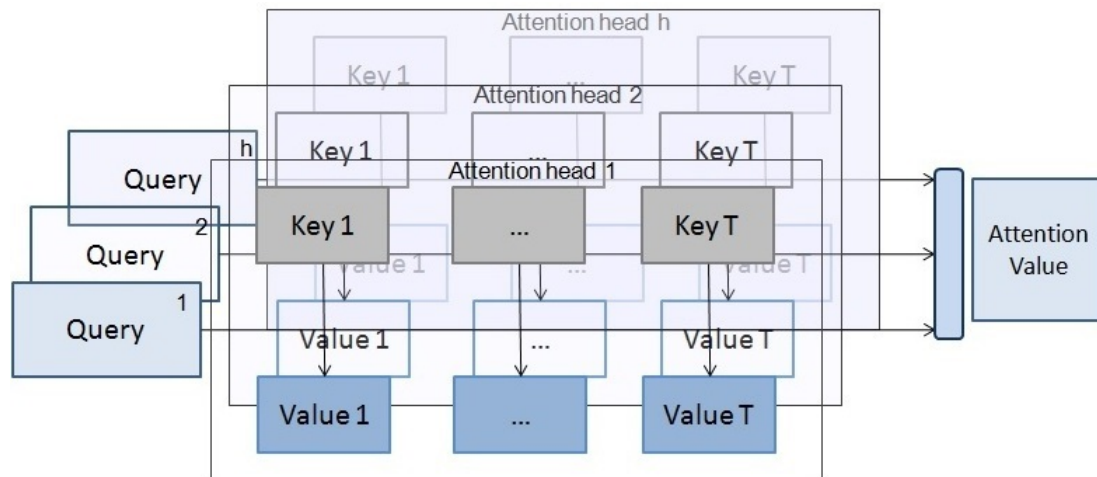 Attention head h
Key 1
...
Key T
Attention head 2
Key 1
...
Key T
h
Query
Attention head 1
2
Key 1
...
Key T
Query
Value 1
...
Value T
Attention
Value
1
Query
Value 1
...
Value T
Value 1
...
Value T